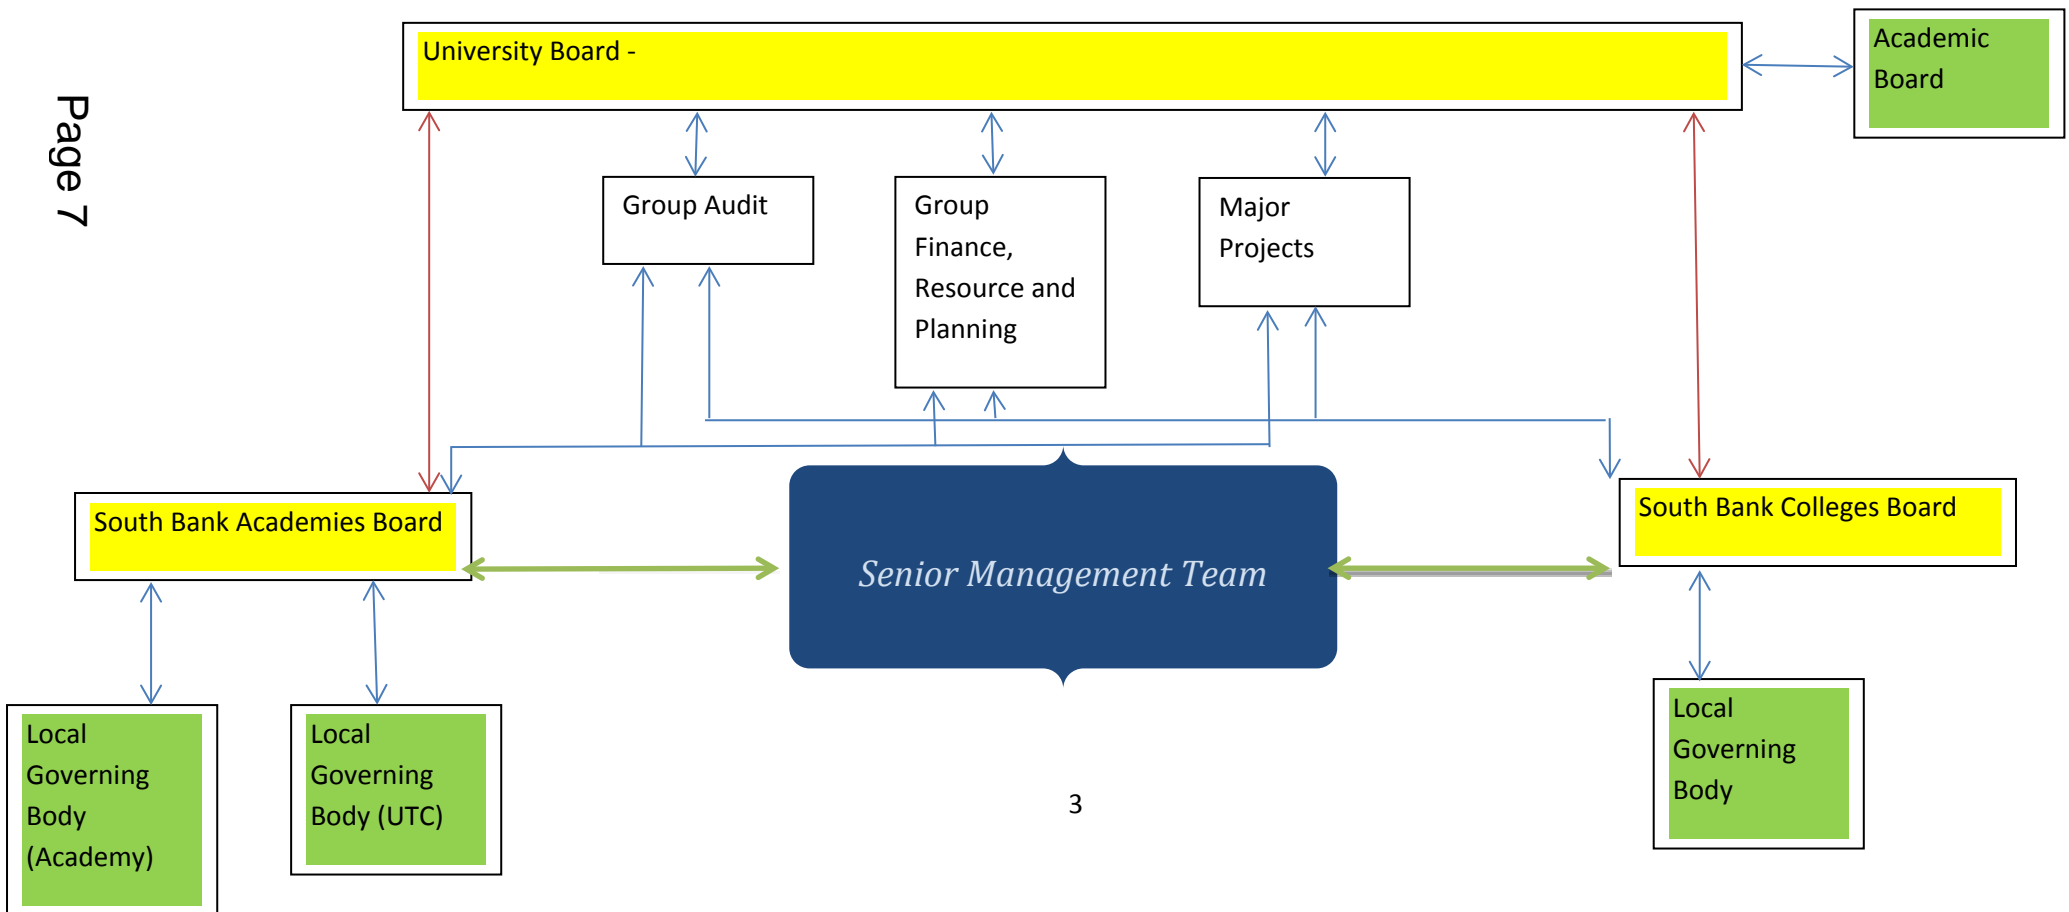 University Board -
Academic
Board
Page 7
Group Audit
Group
Finance,
Resource and
Planning
Major
Projects
South Bank Academies Board
South Bank Colleges Board
Senior Management Team
Local
Governing
Body
(Academy)
Local
Governing
Body (UTC)
Local
Governing
Body
3